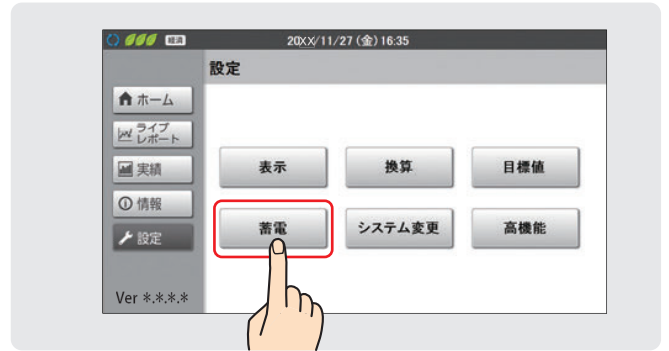 経済 20XX/11/27 (金) 16:35
設定
ホーム
ライブ
レポート
実績
情報
設定
表示 換算 目標値
蓄電 システム変更 高機能
Ver *.*.*.*